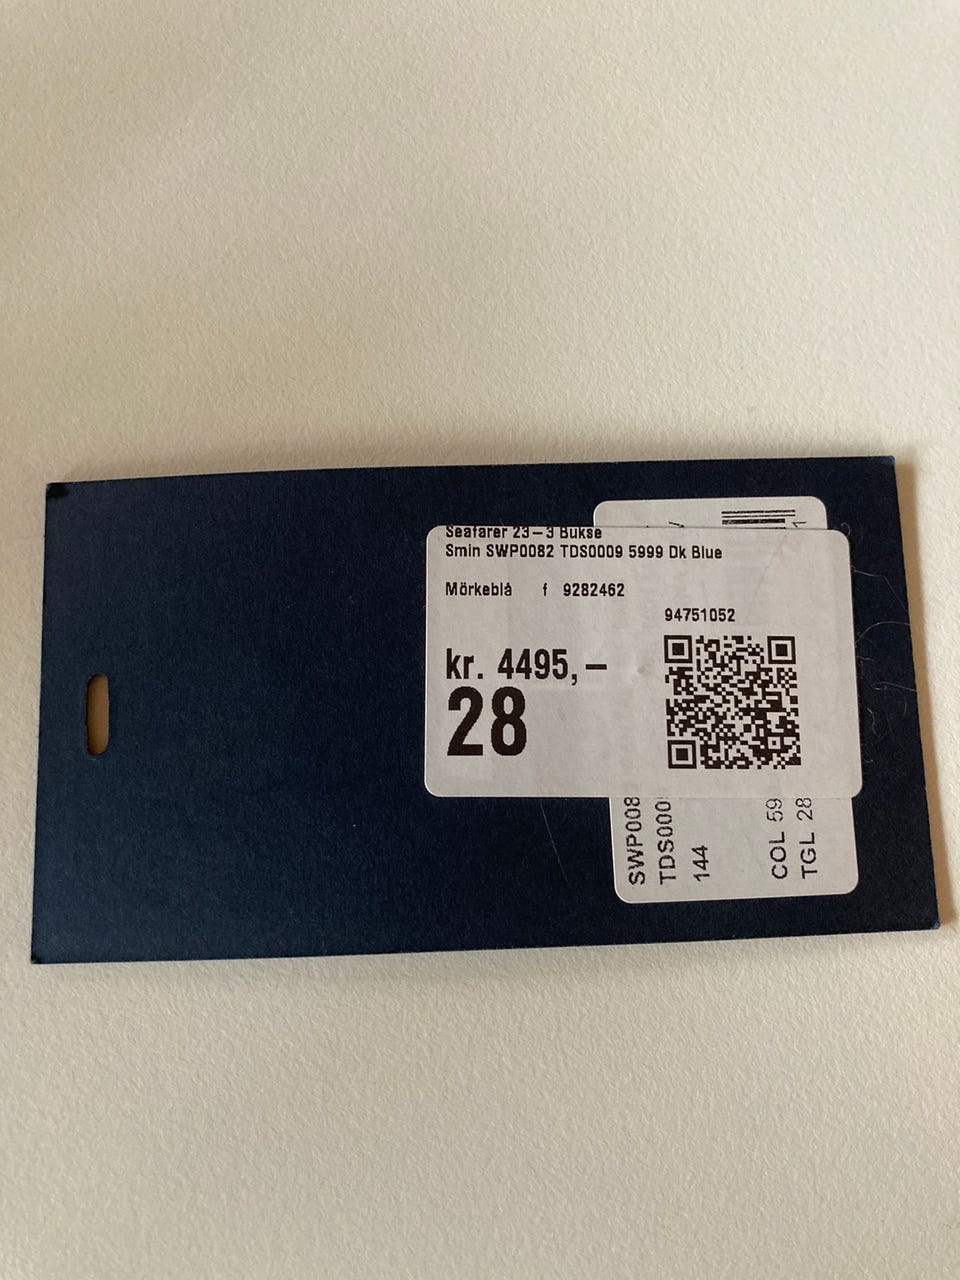 Seafarer 23-3 Bukse
Smin SWP0082 TDS0009 5999 Dk Blue
Mörkeblå f 9282462
94751052
kr. 4495,-
28
SWP008
TDS000
144
COL 59
TGL 28